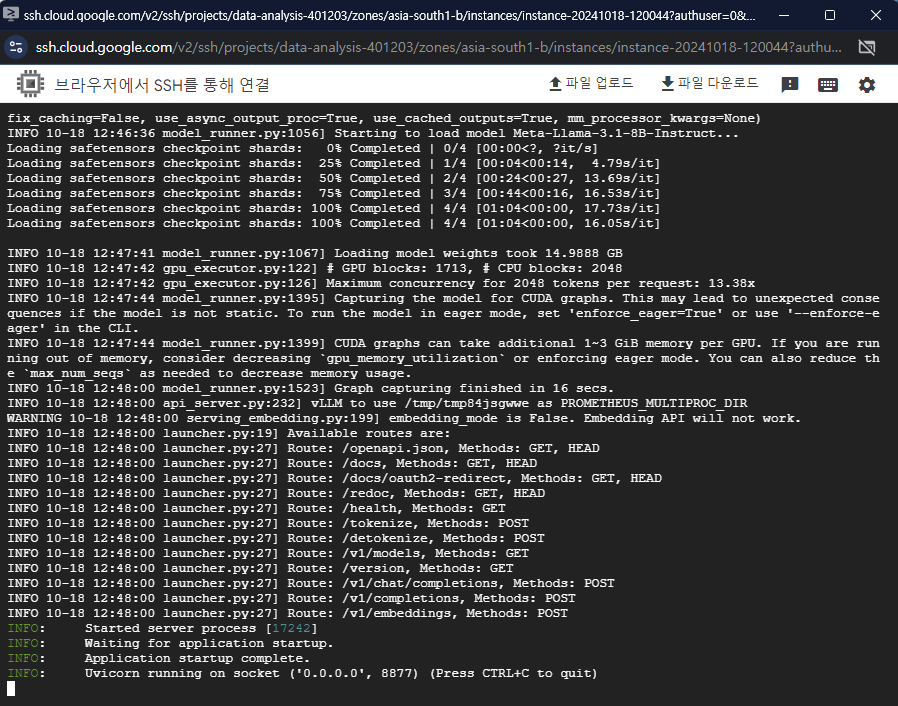 ssh.cloud.google.com/v2/ssh/projects/data-analysis-401203/zones/asia-south1-b/instances/instance-20241018-120044?authuser=0&...
ssh.cloud.google.com/v2/ssh/projects/data-analysis-401203/zones/asia-south1-b/instances/instance-20241018-120044?authu...
브라우저에서 SSH를 통해 연결 파일 업로드 파일 다운로드
fix_caching=False, use_async_output_proc=True, use_cached_outputs=True, mm_processor_kwargs=None)
INFO 10-18 12:46:36 model_runner.py:1056] Starting to load model Meta-Llama-3.1-8B-Instruct...
Loading safetensors checkpoint shards:   0% Completed | 0/4 [00:00<?, ?it/s]
Loading safetensors checkpoint shards:  25% Completed | 1/4 [00:04<00:14,  4.79s/it]
Loading safetensors checkpoint shards:  50% Completed | 2/4 [00:24<00:27, 13.69s/it]
Loading safetensors checkpoint shards:  75% Completed | 3/4 [00:44<00:16, 16.53s/it]
Loading safetensors checkpoint shards: 100% Completed | 4/4 [01:04<00:00, 17.73s/it]
Loading safetensors checkpoint shards: 100% Completed | 4/4 [01:04<00:00, 16.05s/it]
INFO 10-18 12:47:41 model_runner.py:1067] Loading model weights took 14.9888 GB
INFO 10-18 12:47:42 gpu_executor.py:122] # GPU blocks: 1713, # CPU blocks: 2048
INFO 10-18 12:47:42 gpu_executor.py:126] Maximum concurrency for 2048 tokens per request: 13.38x
INFO 10-18 12:47:44 model_runner.py:1395] Capturing the model for CUDA graphs. This may lead to unexpected conse
quences if the model is not static. To run the model in eager mode, set 'enforce_eager=True' or use '--enforce-e
ager' in the CLI.
INFO 10-18 12:47:44 model_runner.py:1399] CUDA graphs can take additional 1~3 GiB memory per GPU. If you are run
ning out of memory, consider decreasing `gpu_memory_utilization` or enforcing eager mode. You can also reduce th
e `max_num_seqs` as needed to decrease memory usage.
INFO 10-18 12:48:00 model_runner.py:1523] Graph capturing finished in 16 secs.
INFO 10-18 12:48:00 api_server.py:232] vLLM to use /tmp/tmp84jsgwwe as PROMETHEUS_MULTIPROC_DIR
WARNING 10-18 12:48:00 serving_embedding.py:199] embedding_mode is False. Embedding API will not work.
INFO 10-18 12:48:00 launcher.py:19] Available routes are:
INFO 10-18 12:48:00 launcher.py:27] Route: /openapi.json, Methods: GET, HEAD
INFO 10-18 12:48:00 launcher.py:27] Route: /docs, Methods: GET, HEAD
INFO 10-18 12:48:00 launcher.py:27] Route: /docs/oauth2-redirect, Methods: GET, HEAD
INFO 10-18 12:48:00 launcher.py:27] Route: /redoc, Methods: GET, HEAD
INFO 10-18 12:48:00 launcher.py:27] Route: /health, Methods: GET
INFO 10-18 12:48:00 launcher.py:27] Route: /tokenize, Methods: POST
INFO 10-18 12:48:00 launcher.py:27] Route: /detokenize, Methods: POST
INFO 10-18 12:48:00 launcher.py:27] Route: /v1/models, Methods: GET
INFO 10-18 12:48:00 launcher.py:27] Route: /version, Methods: GET
INFO 10-18 12:48:00 launcher.py:27] Route: /v1/chat/completions, Methods: POST
INFO 10-18 12:48:00 launcher.py:27] Route: /v1/completions, Methods: POST
INFO 10-18 12:48:00 launcher.py:27] Route: /v1/embeddings, Methods: POST
INFO:     Started server process [17242]
INFO:     Waiting for application startup.
INFO:     Application startup complete.
INFO:     Uvicorn running on socket ('0.0.0.0', 8877) (Press CTRL+C to quit)